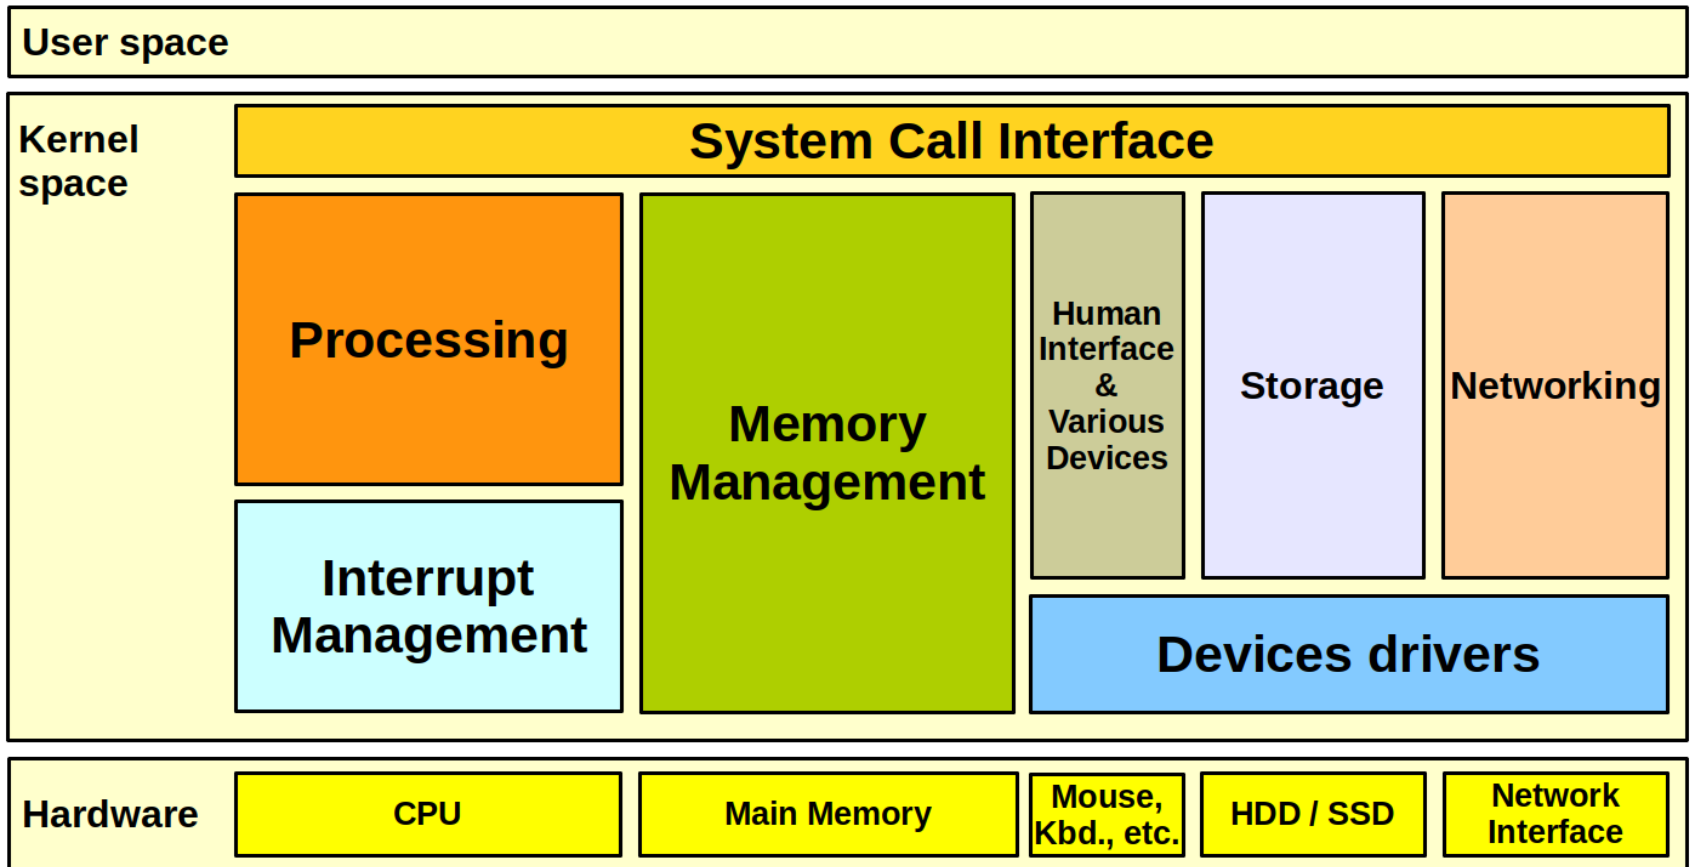 User space
Kernel
space
System Call Interface
Processing
Interrupt
Management
Memory
Management
Human
Interface
&
Various
Devices
Storage
Networking
Devices drivers
Hardware
CPU
Main Memory
Mouse,
Kbd., etc.
HDD / SSD
Network
Interface